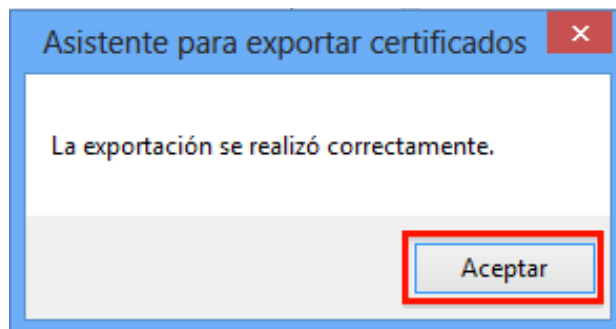 Asistente para exportar certificados
La exportación se realizó correctamente.
Aceptar